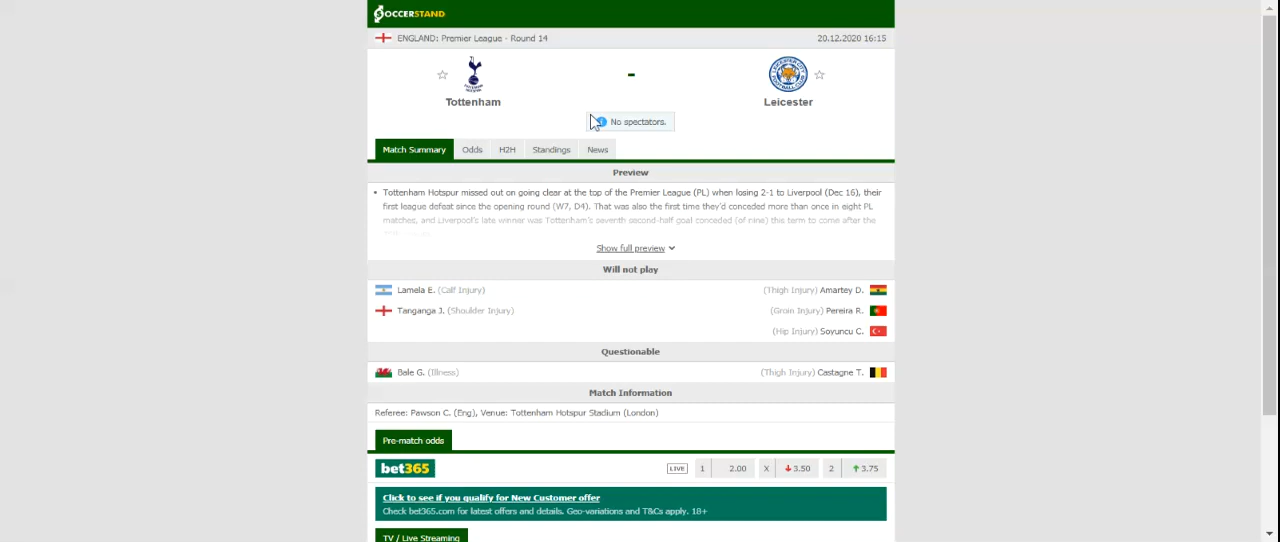 SOCCERSTAND
ENGLAND: Premier League - Round 14 20.12.2020 16:15
-
Tottenham Leicester
No spectators.
Match Summary Odds H2H Standings News
Preview
• Tottenham Hotspur missed out on going clear at the top of the Premier League (PL) when losing 2-1 to Liverpool (Dec 16), their
first league defeat since the opening round (W7, D4). That was also the first time they'd conceded more than once in eight PL
matches, and Liverpool's late winner was Tottenham's seventh second-half goal conceded (of nine) this term to come after the
Show full preview
Will not play
Lamela E. (Calf Injury) (Thigh Injury) Amartey D.
Tanganga J. (Shoulder Injury) (Groin Injury) Pereira R.
(Hip Injury) Soyuncu C.
Questionable
Bale G. (Illness) (Thigh Injury) Castagne T.
Match Information
Referee: Pawson C. (Eng), Venue: Tottenham Hotspur Stadium (London)
Pre-match odds
bet365 LIVE 1 2.00 X 3.50 2 3.75
Click to see if you qualify for New Customer offer
Check bet365.com for latest offers and details. Geo-variations and T&Cs apply. 18+
TV / Live Streaming